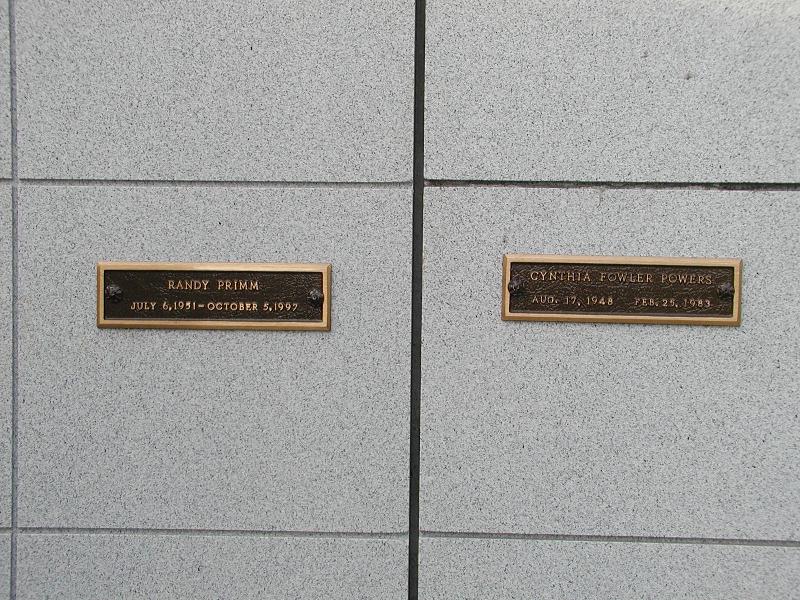 RANDY PRIMM
JULY 6, 1951 - OCTOBER 5, 1997
CYNTHIA FOWLER POWERS
AUG. 17, 1948 FEB. 25, 1983